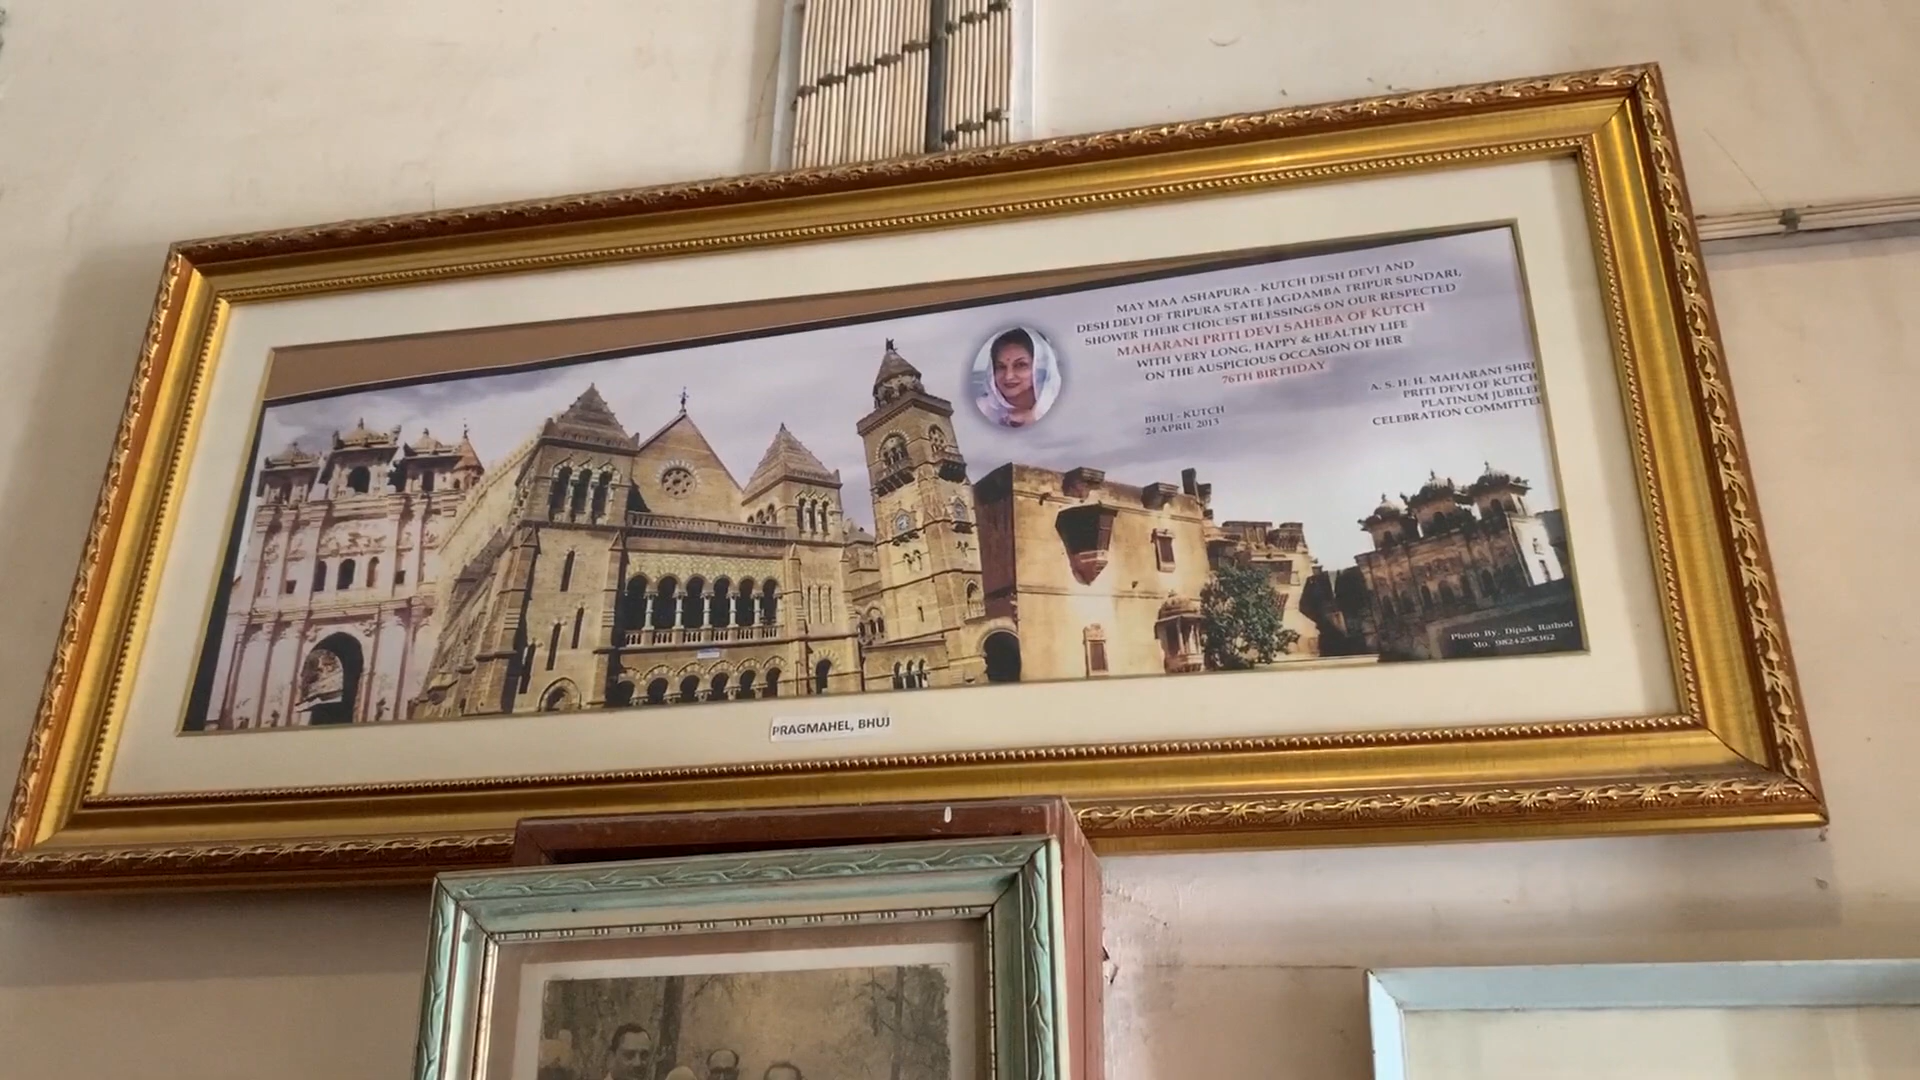 MAY MAA ASHAPURA - KUTCH DESH DEVI AND
DESH DEVI OF TRIPURA STATE JAGDAMBA TRIPUR SUNDARI,
SHOWER THEIR CHOICEST BLESSINGS ON OUR RESPECTED
MAHARANI PRITI DEVI SAHEBA OF KUTCH
WITH VERY LONG, HAPPY & HEALTHY LIFE
ON THE AUSPICIOUS OCCASION OF HER
76TH BIRTHDAY
BHUJ - KUTCH
24 APRIL 2013
A. S. H. H. MAHARANI SHRI
PRITI DEVI OF KUTCH
PLATINUM JUBILEE
CELEBRATION COMMITTEE
Photo By. Dipak Rathod
Mo. 9824258362
PRAGMAHEL, BHUJ